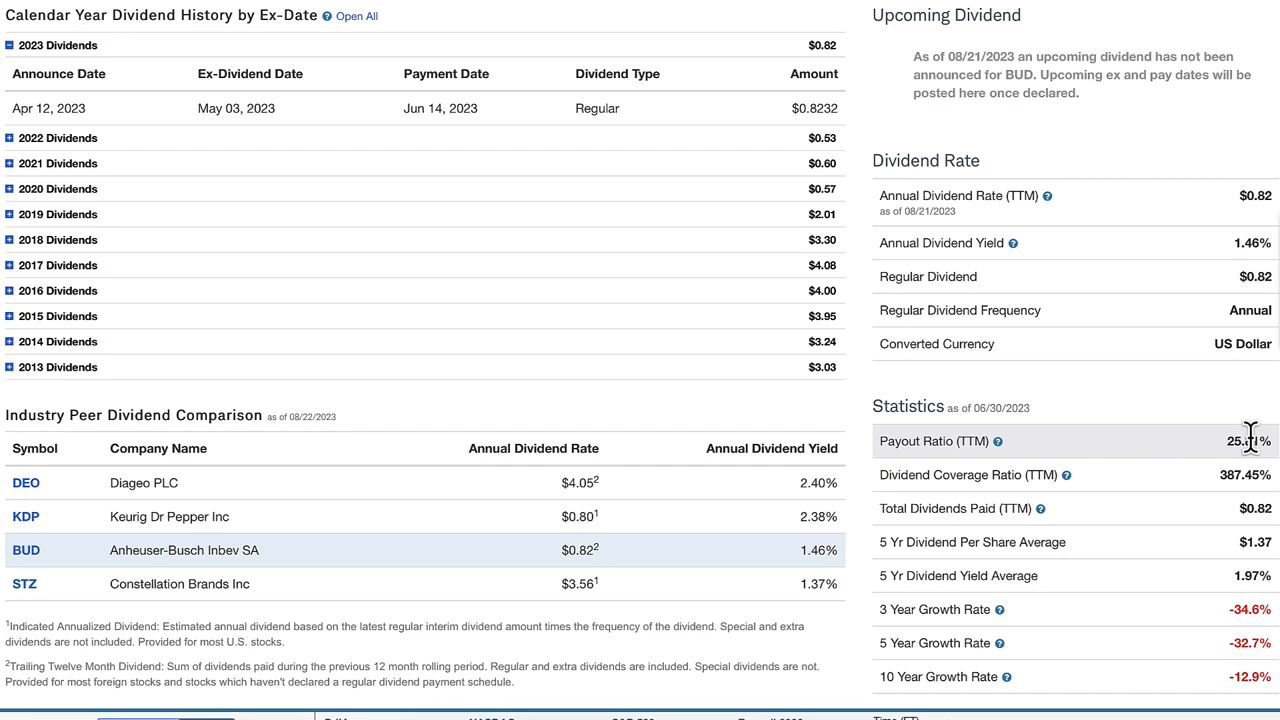 Calendar Year Dividend History by Ex-Date ? Open All
2023 Dividends $0.82
Announce Date Ex-Dividend Date Payment Date Dividend Type Amount
Apr 12, 2023 May 03, 2023 Jun 14, 2023 Regular $0.8232
2022 Dividends $0.53
2021 Dividends $0.60
2020 Dividends $0.57
2019 Dividends $2.01
2018 Dividends $3.30
2017 Dividends $4.08
2016 Dividends $4.00
2015 Dividends $3.95
2014 Dividends $3.24
2013 Dividends $3.03
Industry Peer Dividend Comparison as of 08/22/2023
Symbol Company Name Annual Dividend Rate Annual Dividend Yield
DEO Diageo PLC $4.05² 2.40%
KDP Keurig Dr Pepper Inc $0.80¹ 2.38%
BUD Anheuser-Busch Inbev SA $0.82² 1.46%
STZ Constellation Brands Inc $3.56¹ 1.37%
¹Indicated Annualized Dividend: Estimated annual dividend based on the latest regular interim dividend amount times the frequency of the dividend. Special and extra
dividends are not included. Provided for most U.S. stocks.
²Trailing Twelve Month Dividend: Sum of dividends paid during the previous 12 month rolling period. Regular and extra dividends are included. Special dividends are not.
Provided for most foreign stocks and stocks which haven't declared a regular dividend payment schedule.
Upcoming Dividend
As of 08/21/2023 an upcoming dividend has not been
announced for BUD. Upcoming ex and pay dates will be
posted here once declared.
Dividend Rate
Annual Dividend Rate (TTM) ? $0.82
as of 08/21/2023
Annual Dividend Yield ? 1.46%
Regular Dividend $0.82
Regular Dividend Frequency Annual
Converted Currency US Dollar
Statistics as of 06/30/2023
Payout Ratio (TTM) ?
Dividend Coverage Ratio (TTM) ? 387.45%
Total Dividends Paid (TTM) ? $0.82
5 Yr Dividend Per Share Average $1.37
5 Yr Dividend Yield Average 1.97%
3 Year Growth Rate ? -34.6%
5 Year Growth Rate ? -32.7%
10 Year Growth Rate ? -12.9%